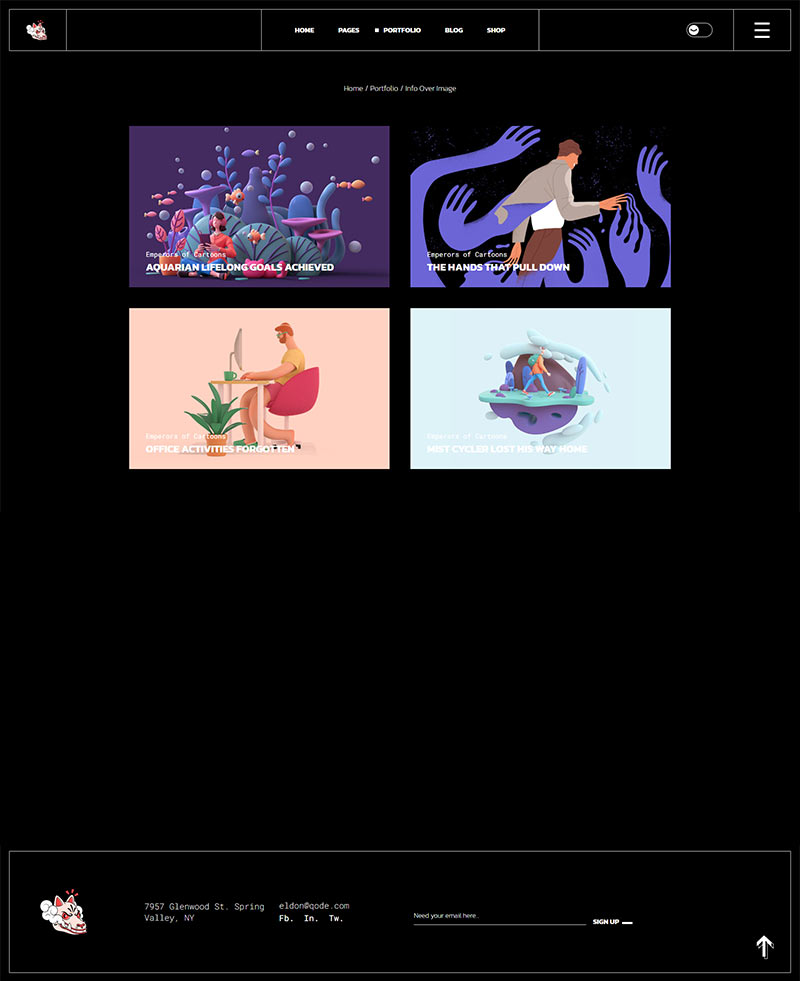 HOME PAGES PORTFOLIO BLOG SHOP
Home / Portfolio / Info Over Image
Emperors of Cartoons
AQUARIAN LIFELONG GOALS ACHIEVED
Emperors of Cartoons
THE HANDS THAT PULL DOWN
Emperors of Cartoons
OFFICE ACTIVITIES FORGOTTEN
Emperors of Cartoons
MIST CYCLER LOST HIS WAY HOME
7957 Glenwood St. Spring
Valley, NY
eldon@qode.com
Fb. In. Tw.
Need your email here..
SIGN UP